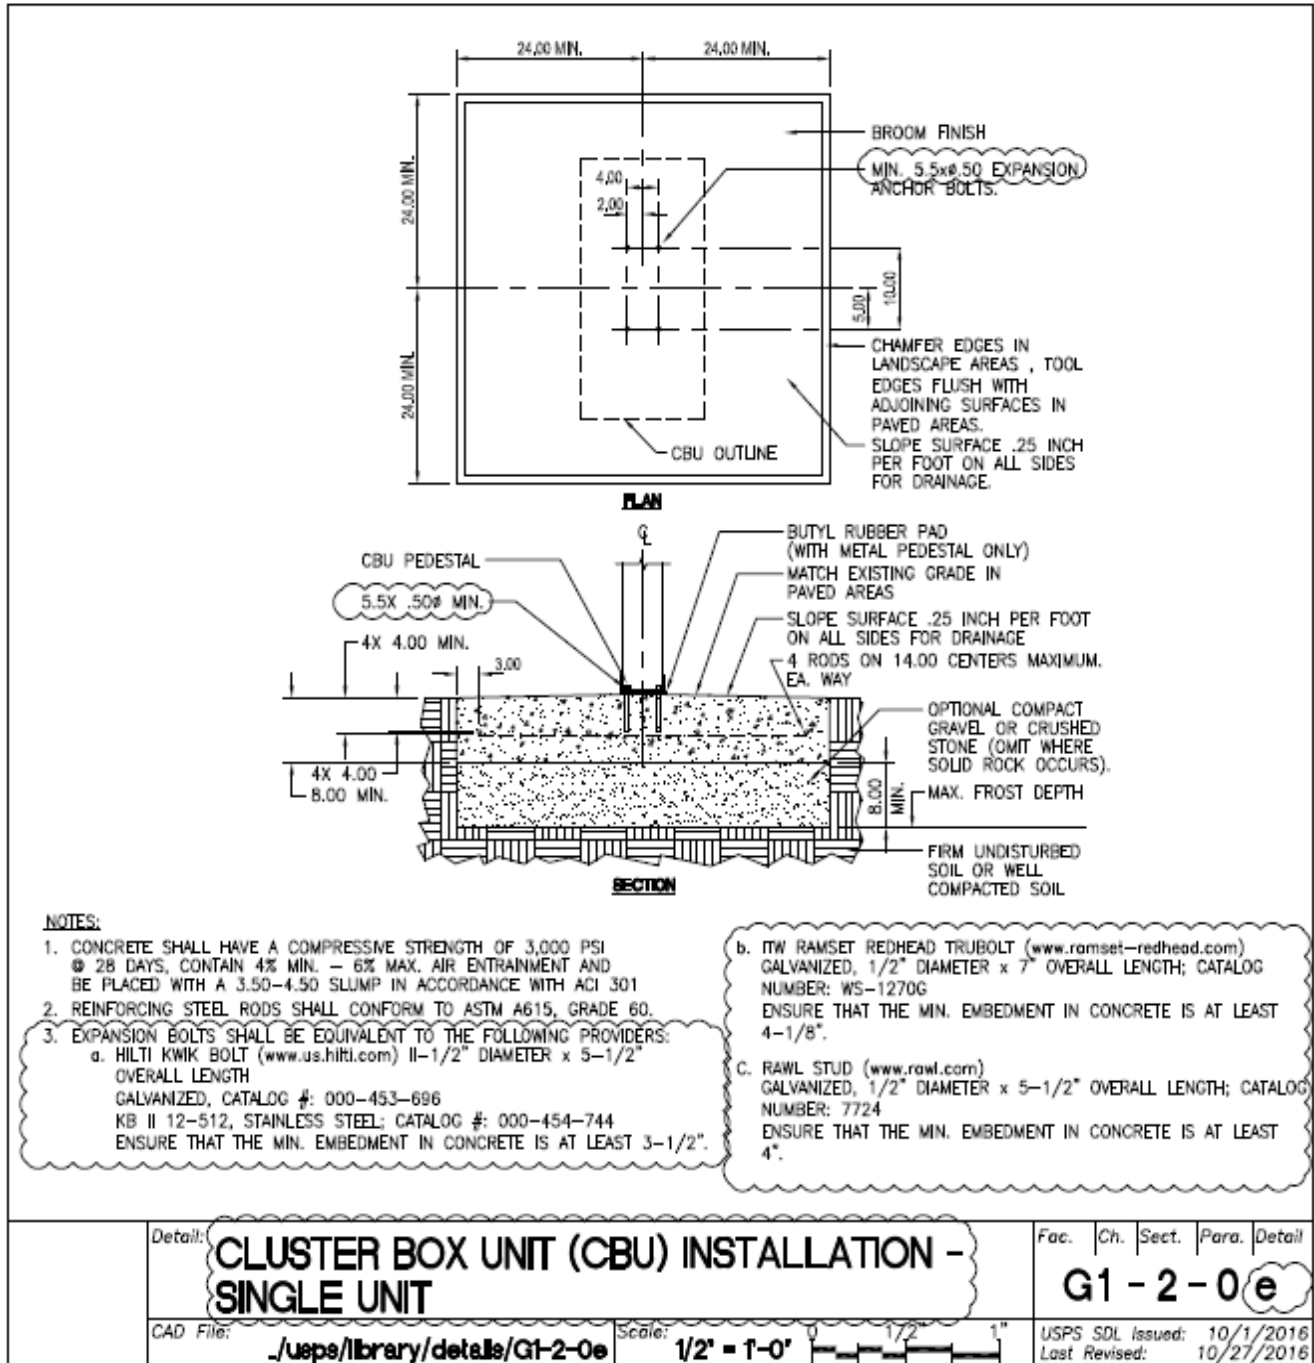 24.00 MIN.
24.00 MIN.
24.00 MIN.
24.00 MIN.
BROOM FINISH
MIN. 5.5xø.50 EXPANSION
ANCHOR BOLTS.
4.00
2.00
5.00
10.00
CHAMFER EDGES IN
LANDSCAPE AREAS , TOOL
EDGES FLUSH WITH
ADJOINING SURFACES IN
PAVED AREAS.
SLOPE SURFACE .25 INCH
PER FOOT ON ALL SIDES
FOR DRAINAGE.
CBU OUTLINE
PLAN
CL
CBU PEDESTAL
5.5X .50ø MIN.
4X 4.00 MIN.
3.00
BUTYL RUBBER PAD
(WITH METAL PEDESTAL ONLY)
MATCH EXISTING GRADE IN
PAVED AREAS
SLOPE SURFACE .25 INCH PER FOOT
ON ALL SIDES FOR DRAINAGE
4 RODS ON 14.00 CENTERS MAXIMUM.
EA. WAY
OPTIONAL COMPACT
GRAVEL OR CRUSHED
STONE (OMIT WHERE
SOLID ROCK OCCURS).
4X 4.00
8.00 MIN.
8.00
MIN.
MAX. FROST DEPTH
FIRM UNDISTURBED
SOIL OR WELL
COMPACTED SOIL
SECTION
NOTES:
1. CONCRETE SHALL HAVE A COMPRESSIVE STRENGTH OF 3,000 PSI
@ 28 DAYS, CONTAIN 4% MIN. – 6% MAX. AIR ENTRAINMENT AND
BE PLACED WITH A 3.50–4.50 SLUMP IN ACCORDANCE WITH ACI 301
2. REINFORCING STEEL RODS SHALL CONFORM TO ASTM A615, GRADE 60.
3. EXPANSION BOLTS SHALL BE EQUIVALENT TO THE FOLLOWING PROVIDERS:
a. HILTI KWIK BOLT (www.us.hilti.com) II–1/2" DIAMETER x 5–1/2"
OVERALL LENGTH
GALVANIZED, CATALOG #: 000–453–696
KB II 12–512, STAINLESS STEEL; CATALOG #: 000–454–744
ENSURE THAT THE MIN. EMBEDMENT IN CONCRETE IS AT LEAST 3–1/2".
b. ITW RAMSET REDHEAD TRUBOLT (www.ramset–redhead.com)
GALVANIZED, 1/2" DIAMETER x 7" OVERALL LENGTH; CATALOG
NUMBER: WS–1270G
ENSURE THAT THE MIN. EMBEDMENT IN CONCRETE IS AT LEAST
4–1/8".
C. RAWL STUD (www.rawl.com)
GALVANIZED, 1/2" DIAMETER x 5–1/2" OVERALL LENGTH; CATALOG
NUMBER: 7724
ENSURE THAT THE MIN. EMBEDMENT IN CONCRETE IS AT LEAST
4".
Detail:
CLUSTER BOX UNIT (CBU) INSTALLATION –
SINGLE UNIT
Fac. Ch. Sect. Para. Detail
G1 - 2 - 0 e
CAD File:
../usps/library/details/G1-2-0e
Scale:
1/2" = 1'-0"
0 1/2" 1"
USPS SDL Issued: 10/1/2016
Last Revised: 10/27/2016